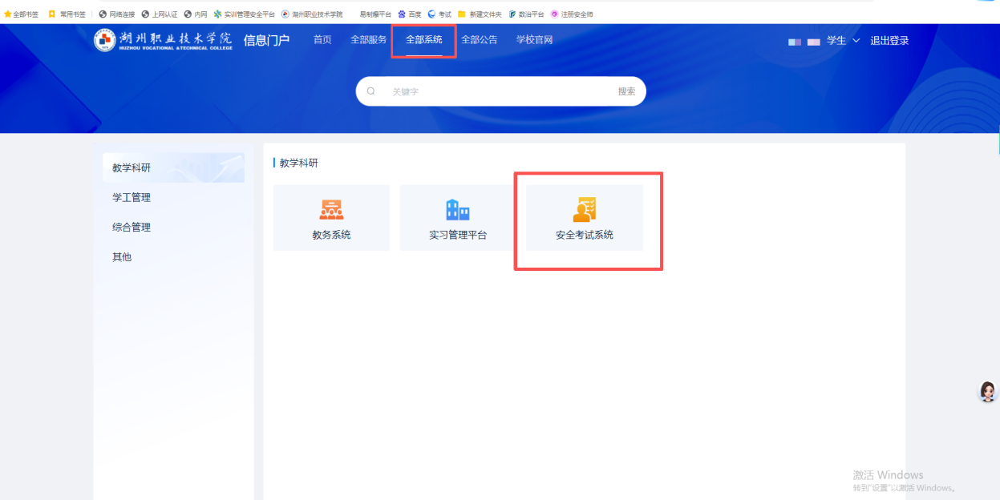 全部书签 常用书签 网络连接 上网认证 内网 实训管理安全平台 湖州职业技术学院 易制爆平台 百度 考试 新建文件夹 数治平台 注册安全师
湖州职业技术学院 信息门户 首页 全部服务 全部系统 全部公告 学校官网 学生 退出登录
HUZHOU VOCATIONAL &TECHNICAL COLLEGE
关键字 搜索
教学科研
学工管理
综合管理
其他
教学科研
教务系统 实习管理平台 安全考试系统
激活 Windows
转到"设置"以激活 Windows。